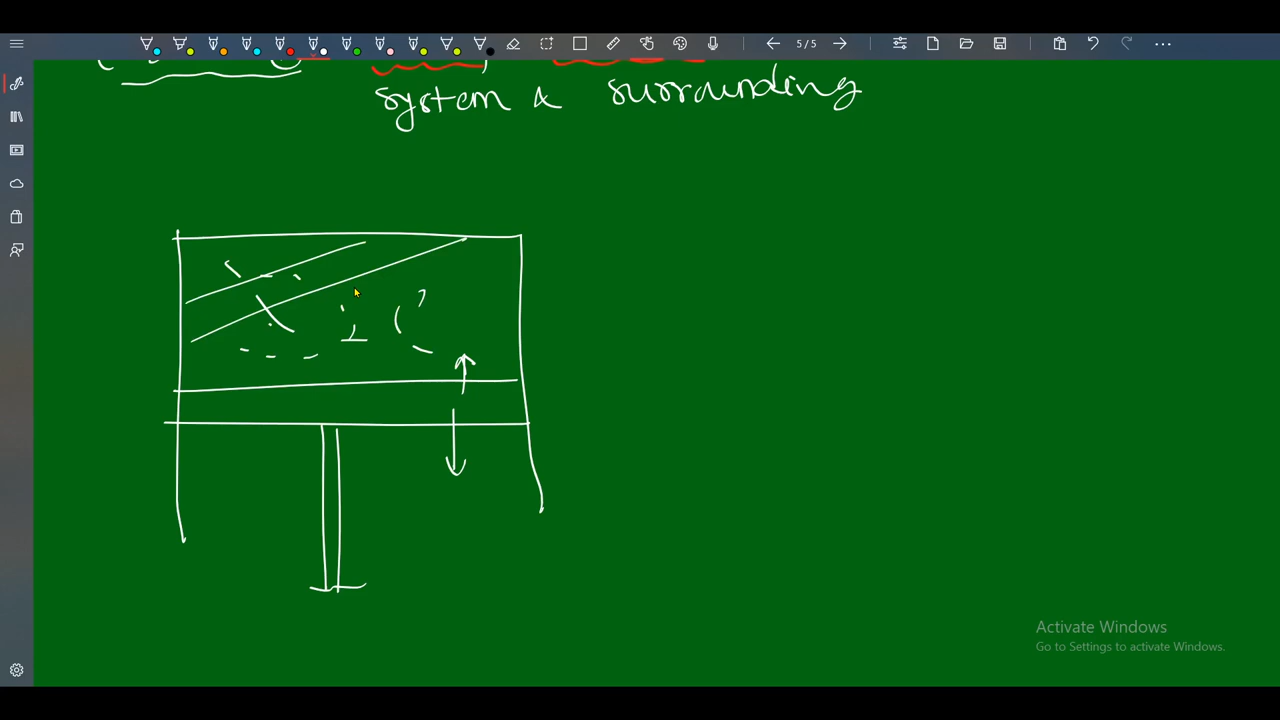 5/5
system & surrounding
Activate Windows
Go to Settings to activate Windows.